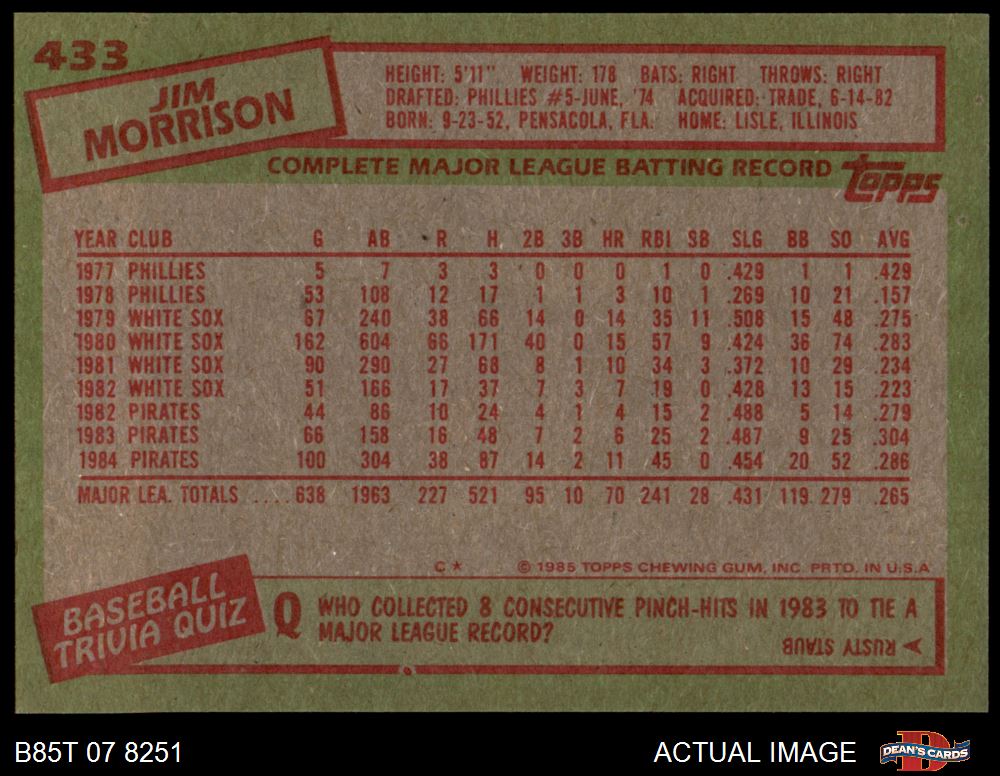 433
JIM
MORRISON
HEIGHT: 5'11" WEIGHT: 178 BATS: RIGHT THROWS: RIGHT
DRAFTED: PHILLIES #5-JUNE, '74 ACQUIRED: TRADE, 6-14-82
BORN: 9-23-52, PENSACOLA, FLA. HOME: LISLE, ILLINOIS
COMPLETE MAJOR LEAGUE BATTING RECORD
TOPPS
YEAR CLUB G AB R H 2B 3B HR RBI SB SLG BB SO AVG
1977 PHILLIES 5 7 3 3 0 0 0 1 0 .429 1 1 .429
1978 PHILLIES 53 108 12 17 1 1 3 10 1 .269 10 21 .157
1979 WHITE SOX 67 240 38 66 14 0 14 35 11 .508 15 48 .275
1980 WHITE SOX 162 604 66 171 40 0 15 57 9 .424 36 74 .283
1981 WHITE SOX 90 290 27 68 8 1 10 34 3 .372 10 29 .234
1982 WHITE SOX 51 166 17 37 7 3 7 19 0 .428 13 15 .223
1982 PIRATES 44 86 10 24 4 1 4 15 2 .488 5 14 .279
1983 PIRATES 66 158 16 48 7 2 6 25 2 .487 9 25 .304
1984 PIRATES 100 304 38 87 14 2 11 45 0 .454 20 52 .286
MAJOR LEA. TOTALS .... 638 1963 227 521 95 10 70 241 28 .431 119 279 .265
C* © 1985 TOPPS CHEWING GUM, INC. PRTD. IN U.S.A
BASEBALL
TRIVIA QUIZ
Q WHO COLLECTED 8 CONSECUTIVE PINCH-HITS IN 1983 TO TIE A
MAJOR LEAGUE RECORD?
RUSTY STAUB
B85T 07 8251
ACTUAL IMAGE
D
DEAN'S CARDS